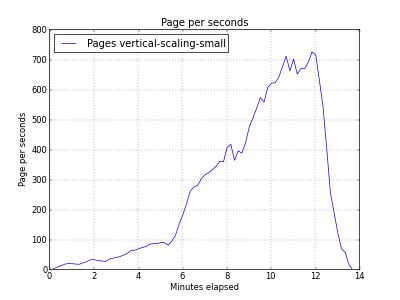 Page per seconds
Pages vertical-scaling-small
Page per seconds
800
700
600
500
400
300
200
100
0
0 2 4 6 8 10 12 14
Minutes elapsed